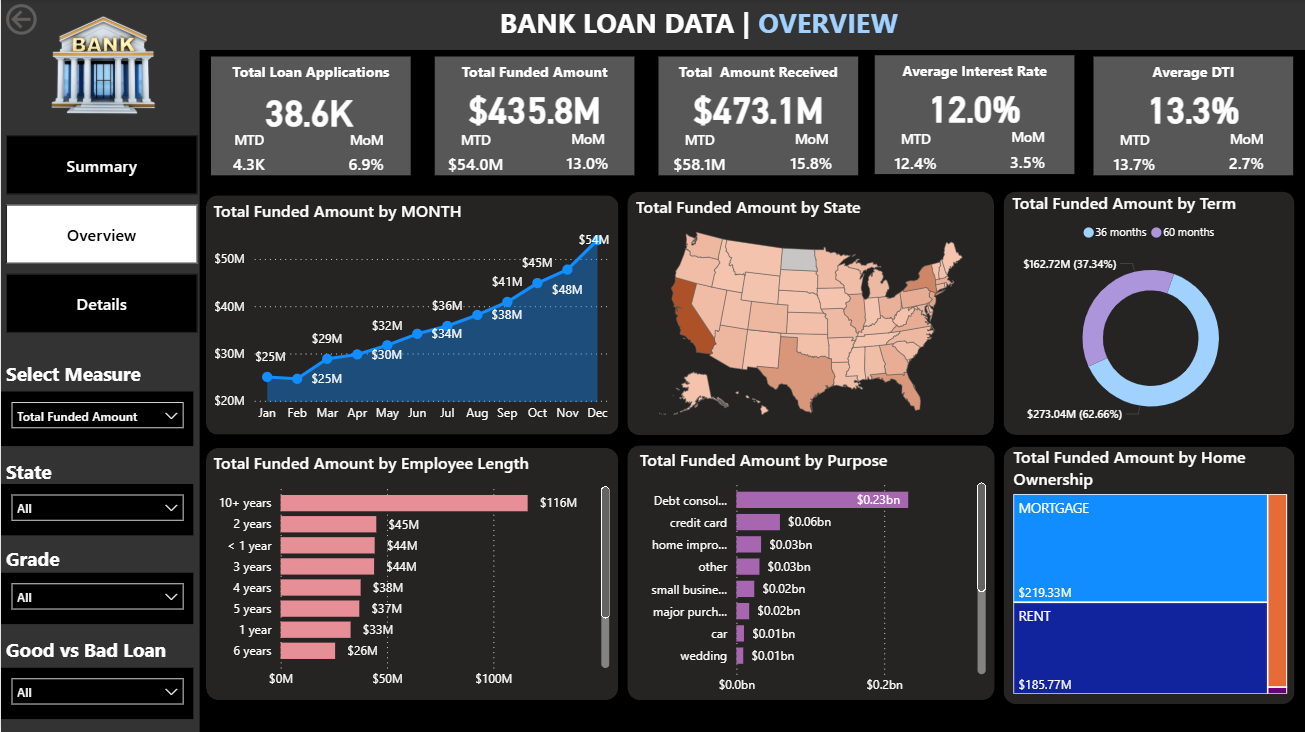 BANK
BANK LOAN DATA | OVERVIEW
Summary
Overview
Details
Select Measure
Total Funded Amount
State
All
Grade
All
Good vs Bad Loan
All
Total Loan Applications
38.6K
MTD MoM
4.3K 6.9%
Total Funded Amount
$435.8M
MTD MoM
$54.0M 13.0%
Total Amount Received
$473.1M
MTD MoM
$58.1M 15.8%
Average Interest Rate
12.0%
MTD MoM
12.4% 3.5%
Average DTI
13.3%
MTD MoM
13.7% 2.7%
Total Funded Amount by MONTH
$50M
$40M
$30M
$20M
$25M
$25M
$29M
$30M
$32M
$34M
$36M
$38M
$41M
$45M
$48M
$54M
Jan Feb Mar Apr May Jun Jul Aug Sep Oct Nov Dec
Total Funded Amount by State
Total Funded Amount by Term
36 months 60 months
$162.72M (37.34%)
$273.04M (62.66%)
Total Funded Amount by Employee Length
10+ years $116M
2 years $45M
< 1 year $44M
3 years $44M
4 years $38M
5 years $37M
1 year $33M
6 years $26M
$0M $50M $100M
Total Funded Amount by Purpose
Debt consol... $0.23bn
credit card $0.06bn
home impro... $0.03bn
other $0.03bn
small busine... $0.02bn
major purch... $0.02bn
car $0.01bn
wedding $0.01bn
$0.0bn $0.2bn
Total Funded Amount by Home
Ownership
MORTGAGE
$219.33M
RENT
$185.77M